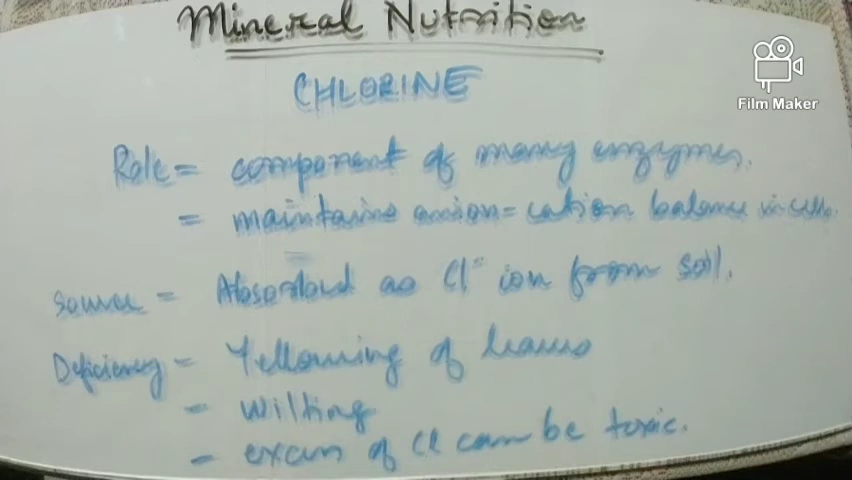 Mineral Nutrition
Film Maker
CHLORINE
Role = component of many enzymes.
= maintains anion = cation balance in cells.
Source = Absorbed as Cl⁻ ion from soil.
Deficiency = Yellowing of leaves
= wilting
- excess of Cl can be toxic.